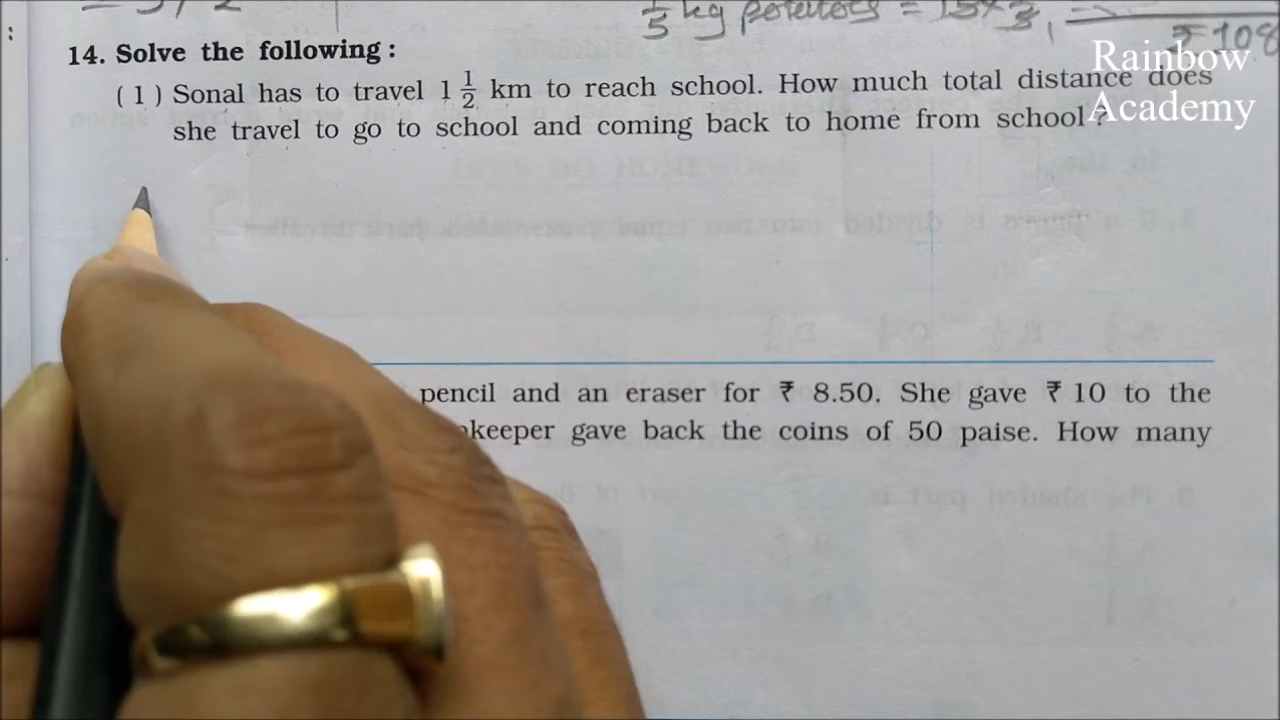 1/5 kg potatoes = 15 × 3
₹ 108
14. Solve the following :
( 1 ) Sonal has to travel 1 1/2 km to reach school. How much total distance does
she travel to go to school and coming back to home from school ?
Rainbow
Academy
pencil and an eraser for ₹ 8.50. She gave ₹ 10 to the
keeper gave back the coins of 50 paise. How many